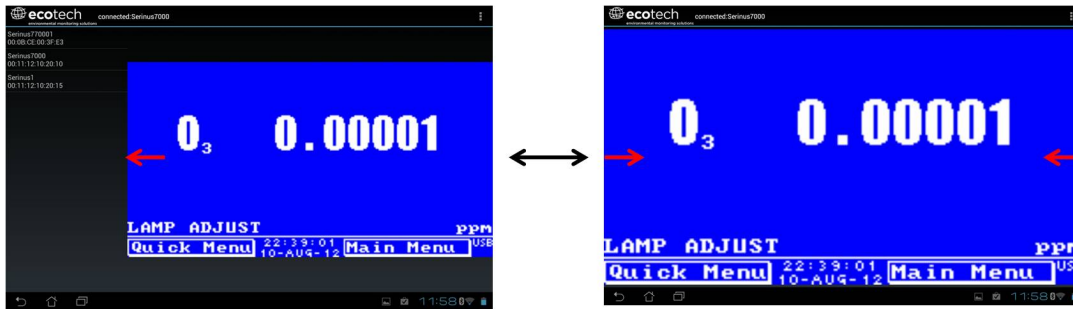 ecotech connected:Serinus7000
environmental monitoring solutions
Serinus770001
00:0B:CE:00:3F:E3
Serinus7000
00:11:12:10:20:10
Serinus1
00:11:12:10:20:15
O3 0.00001
LAMP ADJUST ppm
Quick Menu 22:39:01 10-AUG-12 Main Menu USB
11:58
ecotech connected:Serinus7000
environmental monitoring solutions
O3 0.00001
LAMP ADJUST ppm
Quick Menu 22:39:01 10-AUG-12 Main Menu US
11:58